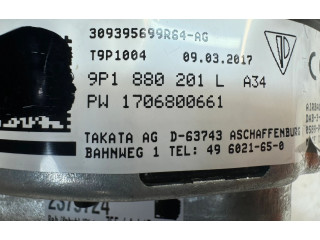 309395699R64-AG
T9P1004 09.03.2017
9P1 880 201 L A34
PW 1706800661
TAKATA AG D-63743 ASCHAFFENBURG
BAHNWEG 1 TEL: 49 6021-65-0
AIRBAG